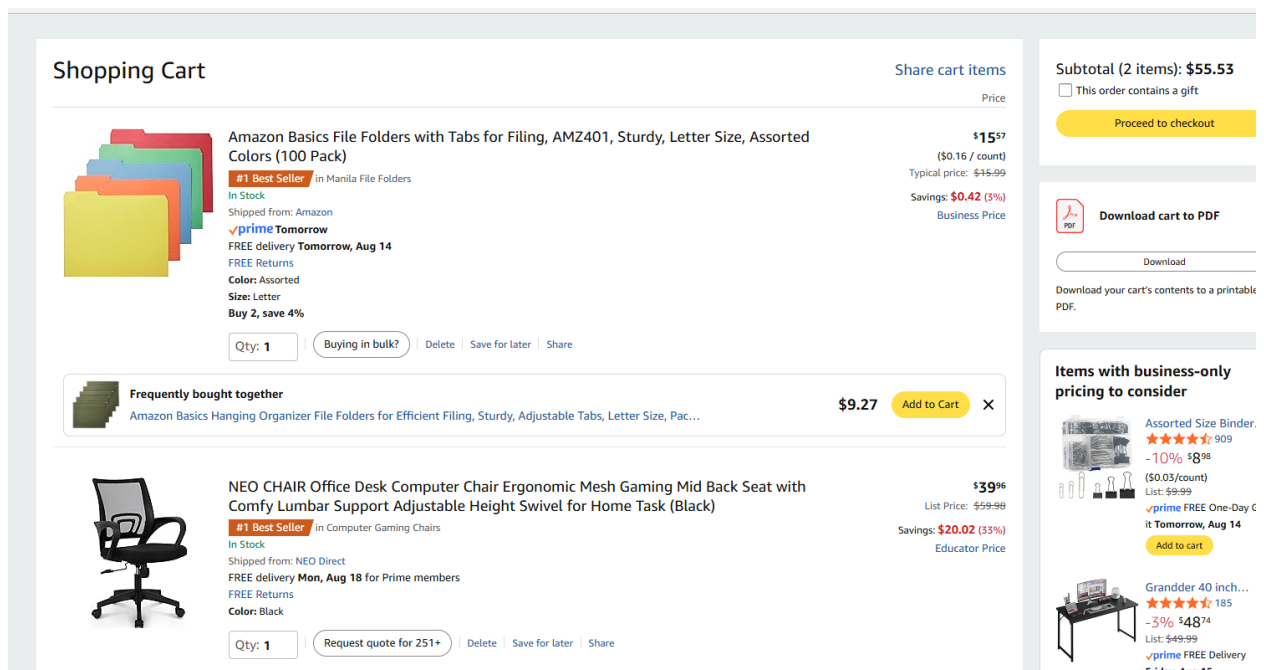 Shopping Cart
Share cart items
Price
Amazon Basics File Folders with Tabs for Filing, AMZ401, Sturdy, Letter Size, Assorted
Colors (100 Pack)
#1 Best Seller in Manila File Folders
In Stock
Shipped from: Amazon
prime Tomorrow
FREE delivery Tomorrow, Aug 14
FREE Returns
Color: Assorted
Size: Letter
Buy 2, save 4%
Qty: 1
Buying in bulk?
Delete
Save for later
Share
$15 57
($0.16 / count)
Typical price: $15.99
Savings: $0.42 (3%)
Business Price
Frequently bought together
Amazon Basics Hanging Organizer File Folders for Efficient Filing, Sturdy, Adjustable Tabs, Letter Size, Pac...
$9.27
Add to Cart
NEO CHAIR Office Desk Computer Chair Ergonomic Mesh Gaming Mid Back Seat with
Comfy Lumbar Support Adjustable Height Swivel for Home Task (Black)
#1 Best Seller in Computer Gaming Chairs
In Stock
Shipped from: NEO Direct
FREE delivery Mon, Aug 18 for Prime members
FREE Returns
Color: Black
Qty: 1
Request quote for 251+
Delete
Save for later
Share
$39 96
List Price: $59.98
Savings: $20.02 (33%)
Educator Price
Subtotal (2 items): $55.53
This order contains a gift
Proceed to checkout
PDF
Download cart to PDF
Download
Download your cart's contents to a printable
PDF.
Items with business-only
pricing to consider
Assorted Size Binder.
909
-10% $8 98
($0.03/count)
List: $9.99
prime FREE One-Day
it Tomorrow, Aug 14
Add to cart
Grandder 40 inch...
185
-3% $48 74
List: $49.99
prime FREE Delivery